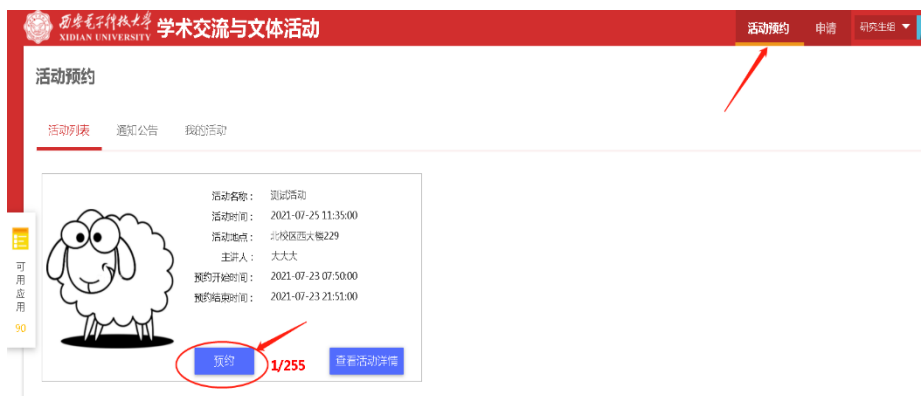 西安电子科技大学
XIDIAN UNIVERSITY
学术交流与文体活动
活动预约
申请
研究生组
活动预约
活动列表
通知公告
我的活动
活动名称： 测试活动
活动时间： 2021-07-25 11:35:00
活动地点： 北校区西大楼229
主讲人： 大大大
预约开始时间： 2021-07-23 07:50:00
预约结束时间： 2021-07-23 21:51:00
预约
1/255
查看活动详情
可用应用
90